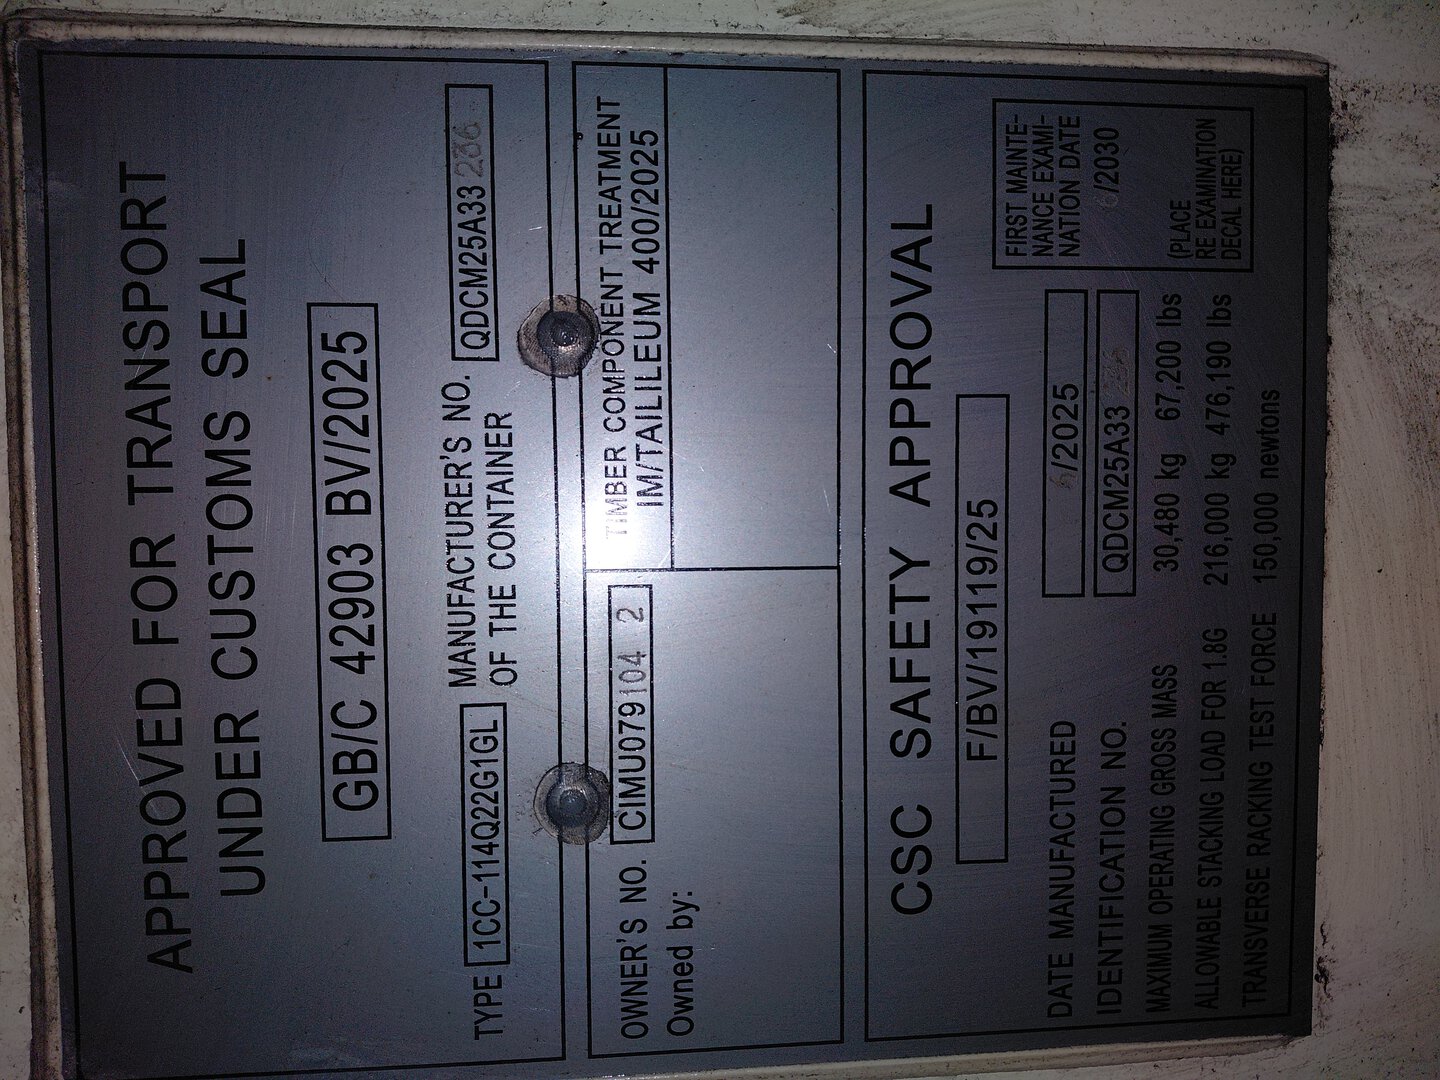 APPROVED FOR TRANSPORT
UNDER CUSTOMS SEAL
GB/C 42903 BV/2025
TYPE 1CC-114Q22G1GL MANUFACTURER'S NO. OF THE CONTAINER QDCM25A33 236
OWNER'S NO. CIMU079104 2
Owned by:
TIMBER COMPONENT TREATMENT
IM/TAILILEUM 400/2025
CSC SAFETY APPROVAL
F/BV/19119/25
DATE MANUFACTURED /2025
IDENTIFICATION NO. QDCM25A33
MAXIMUM OPERATING GROSS MASS 30,480 kg 67,200 lbs
ALLOWABLE STACKING LOAD FOR 1.8G 216,000 kg 476,190 lbs
TRANSVERSE RACKING TEST FORCE 150,000 newtons
FIRST MAINTE-
NANCE EXAMI-
NATION DATE
6/2030
(PLACE
RE EXAMINATION
DECAL HERE)